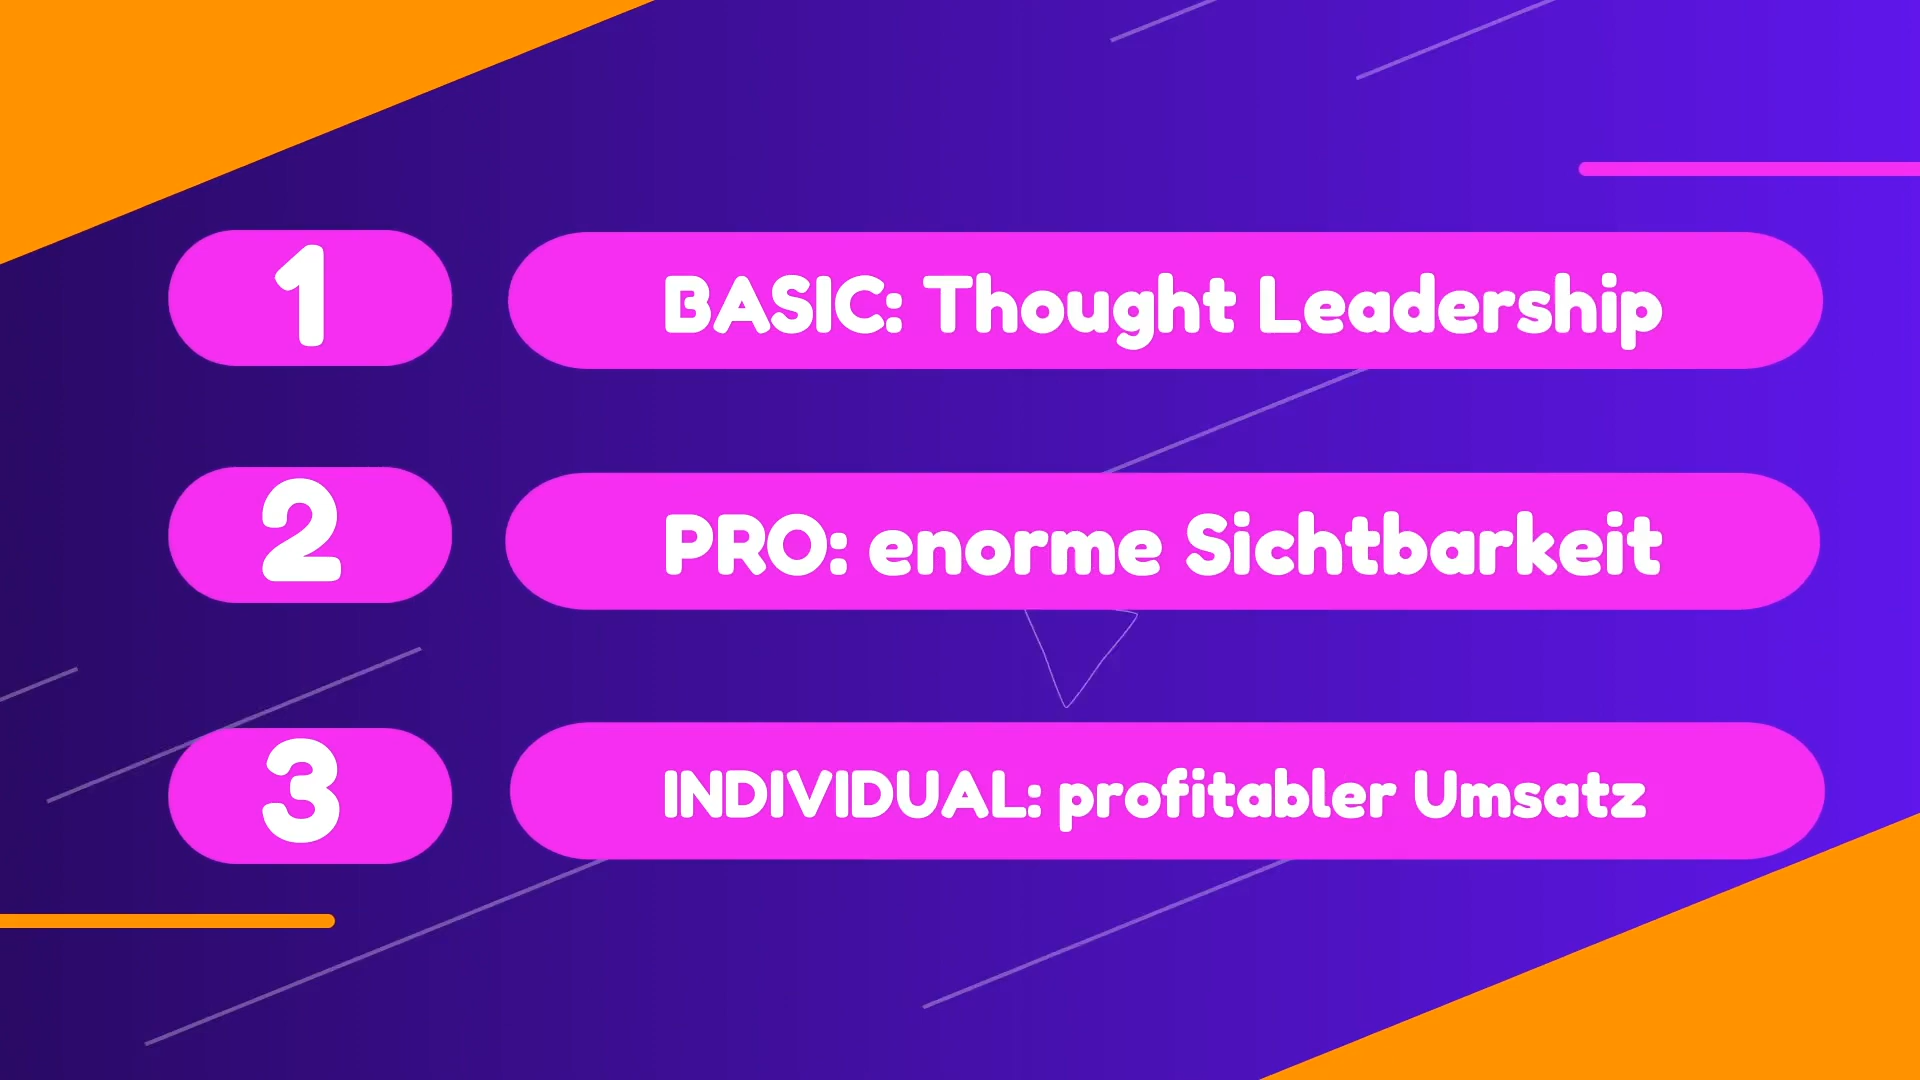 1
BASIC: Thought Leadership
2
PRO: enorme Sichtbarkeit
3
INDIVIDUAL: profitabler Umsatz